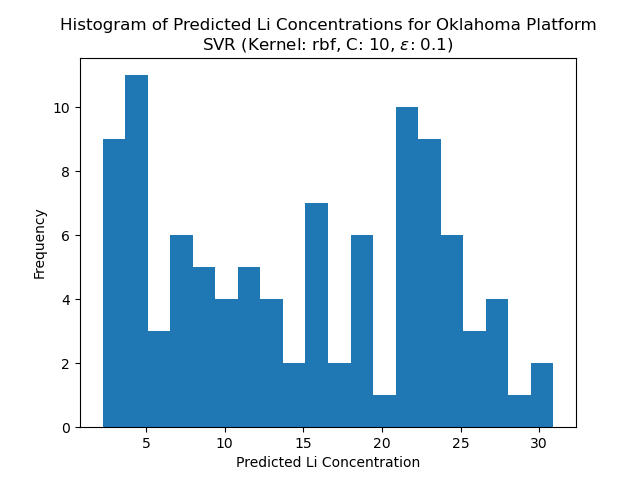 Histogram of Predicted Li Concentrations for Oklahoma Platform
SVR (Kernel: rbf, C: 10, ε: 0.1)
10
8
6
4
2
0
Frequency
5 10 15 20 25 30
Predicted Li Concentration